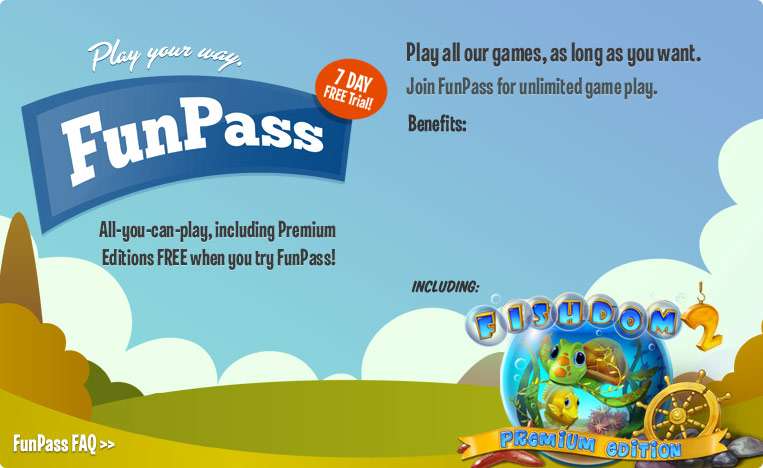 Play your way.
FunPass
7 DAY
FREE Trial!
All-you-can-play, including Premium
Editions FREE when you try FunPass!
FunPass FAQ >>
Play all our games, as long as you want.
Join FunPass for unlimited game play.
Benefits:
INCLUDING:
FISHDOM 2
PREMIUM EDITION